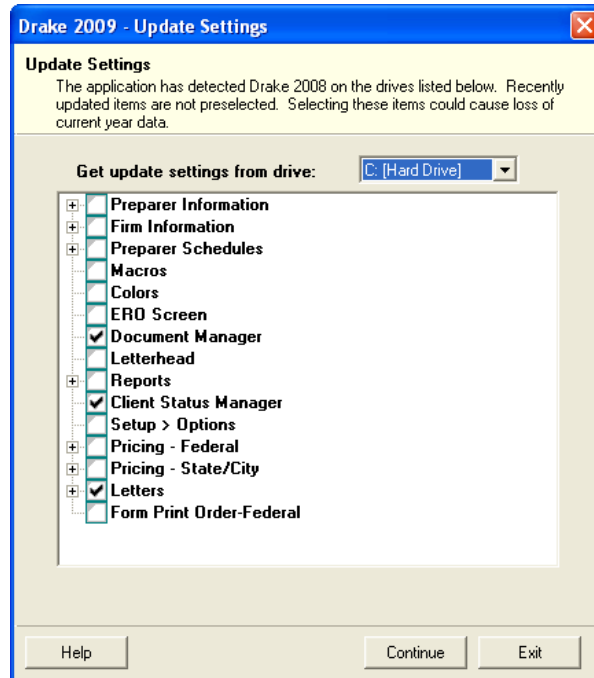 Drake 2009 - Update Settings
Update Settings
The application has detected Drake 2008 on the drives listed below. Recently
updated items are not preselected. Selecting these items could cause loss of
current year data.
Get update settings from drive:
C: [Hard Drive]
Preparer Information
Firm Information
Preparer Schedules
Macros
Colors
ERO Screen
Document Manager
Letterhead
Reports
Client Status Manager
Setup > Options
Pricing - Federal
Pricing - State/City
Letters
Form Print Order-Federal
Help
Continue
Exit